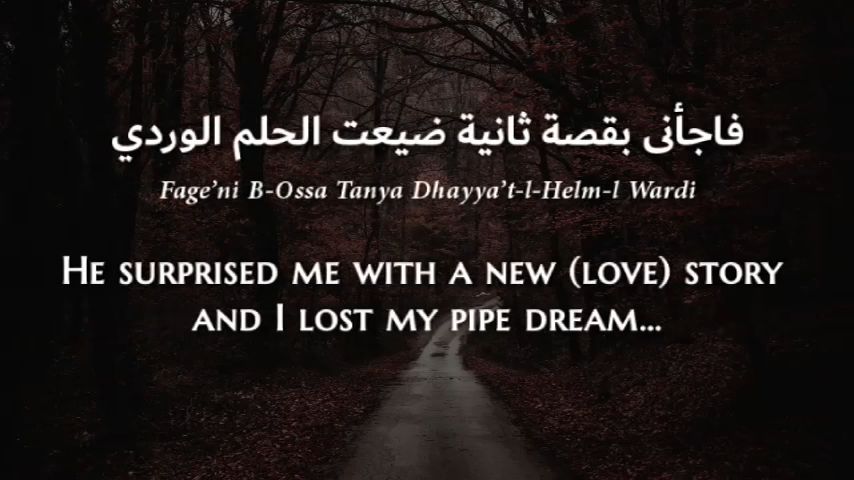 فاجأنى بقصة ثانية ضيعت الحلم الوردي
Fage’ni B-Ossa Tanya Dhayya’t-l-Helm-l Wardi
He surprised me with a new (love) story
and I lost my pipe dream...